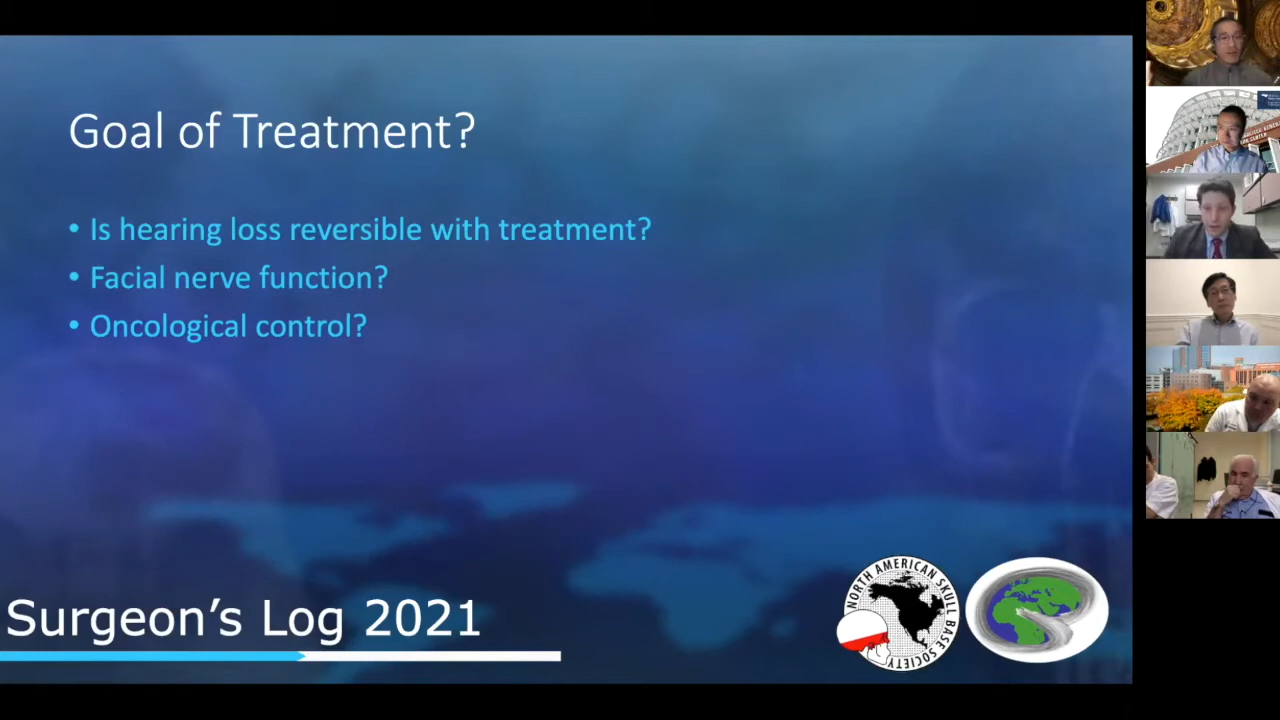 Goal of Treatment?
• Is hearing loss reversible with treatment?
• Facial nerve function?
• Oncological control?
Surgeon's Log 2021
NORTH AMERICAN SKULL BASE SOCIETY